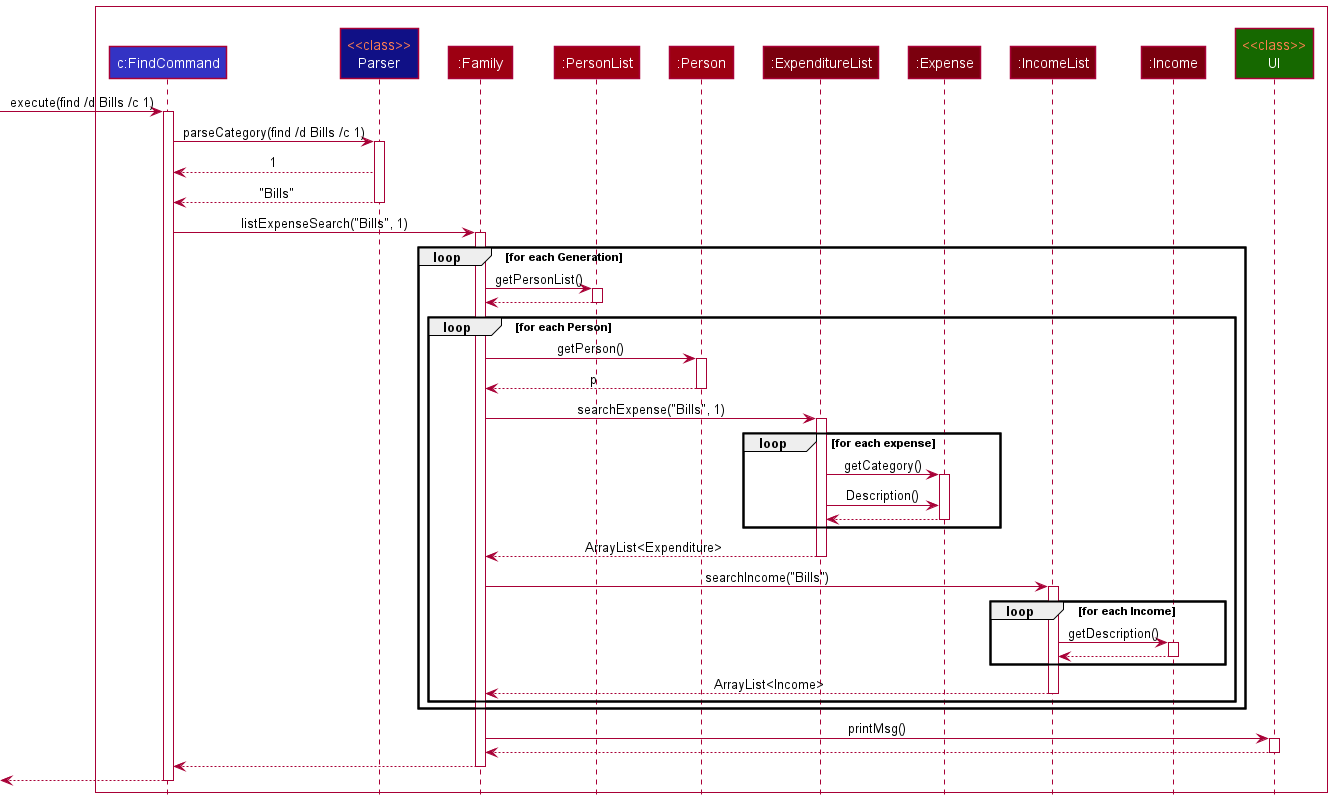 <<class>>
<<class>>
c:FindCommand
Parser
:Family
:PersonList
:Person
:ExpenditureList
:Expense
:IncomeList
:Income
UI
execute(find /d Bills /c 1)
parseCategory(find /d Bills /c 1)
1
"Bills"
listExpenseSearch("Bills", 1)
loop
[for each Generation]
getPersonList()
loop
[for each Person]
getPerson()
p
searchExpense("Bills", 1)
loop
[for each expense]
getCategory()
Description()
ArrayList<Expenditure>
searchIncome("Bills")
loop
[for each Income]
getDescription()
ArrayList<Income>
printMsg()